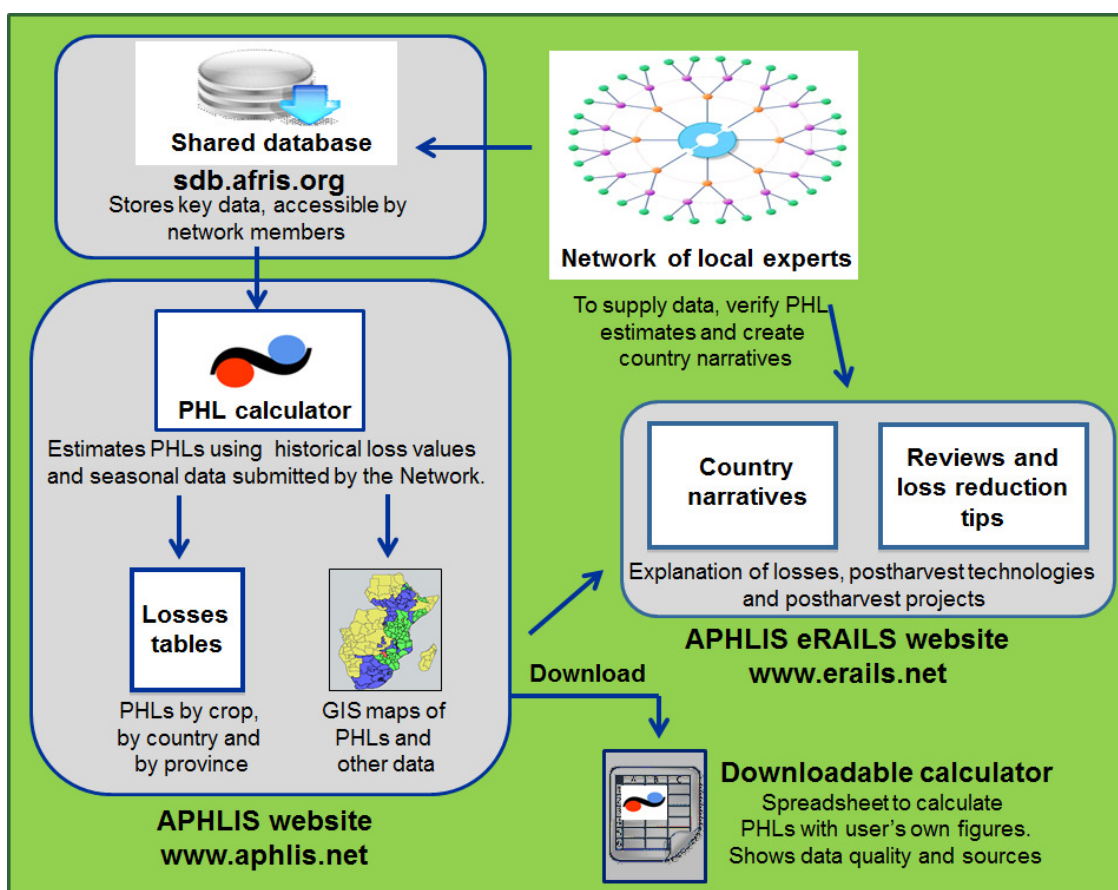 Shared database
sdb.afris.org
Stores key data, accessible by
network members
Network of local experts
To supply data, verify PHL
estimates and create
country narratives
PHL calculator
Estimates PHLs using historical loss values
and seasonal data submitted by the Network.
Losses
tables
PHLs by crop,
by country and
by province
GIS maps of
PHLs and
other data
APHLIS website
www.aphlis.net
Country
narratives
Reviews and
loss reduction
tips
Explanation of losses, postharvest technologies
and postharvest projects
APHLIS eRAILS website
www.erails.net
Download
A B C
Downloadable calculator
Spreadsheet to calculate
PHLs with user's own figures.
Shows data quality and sources